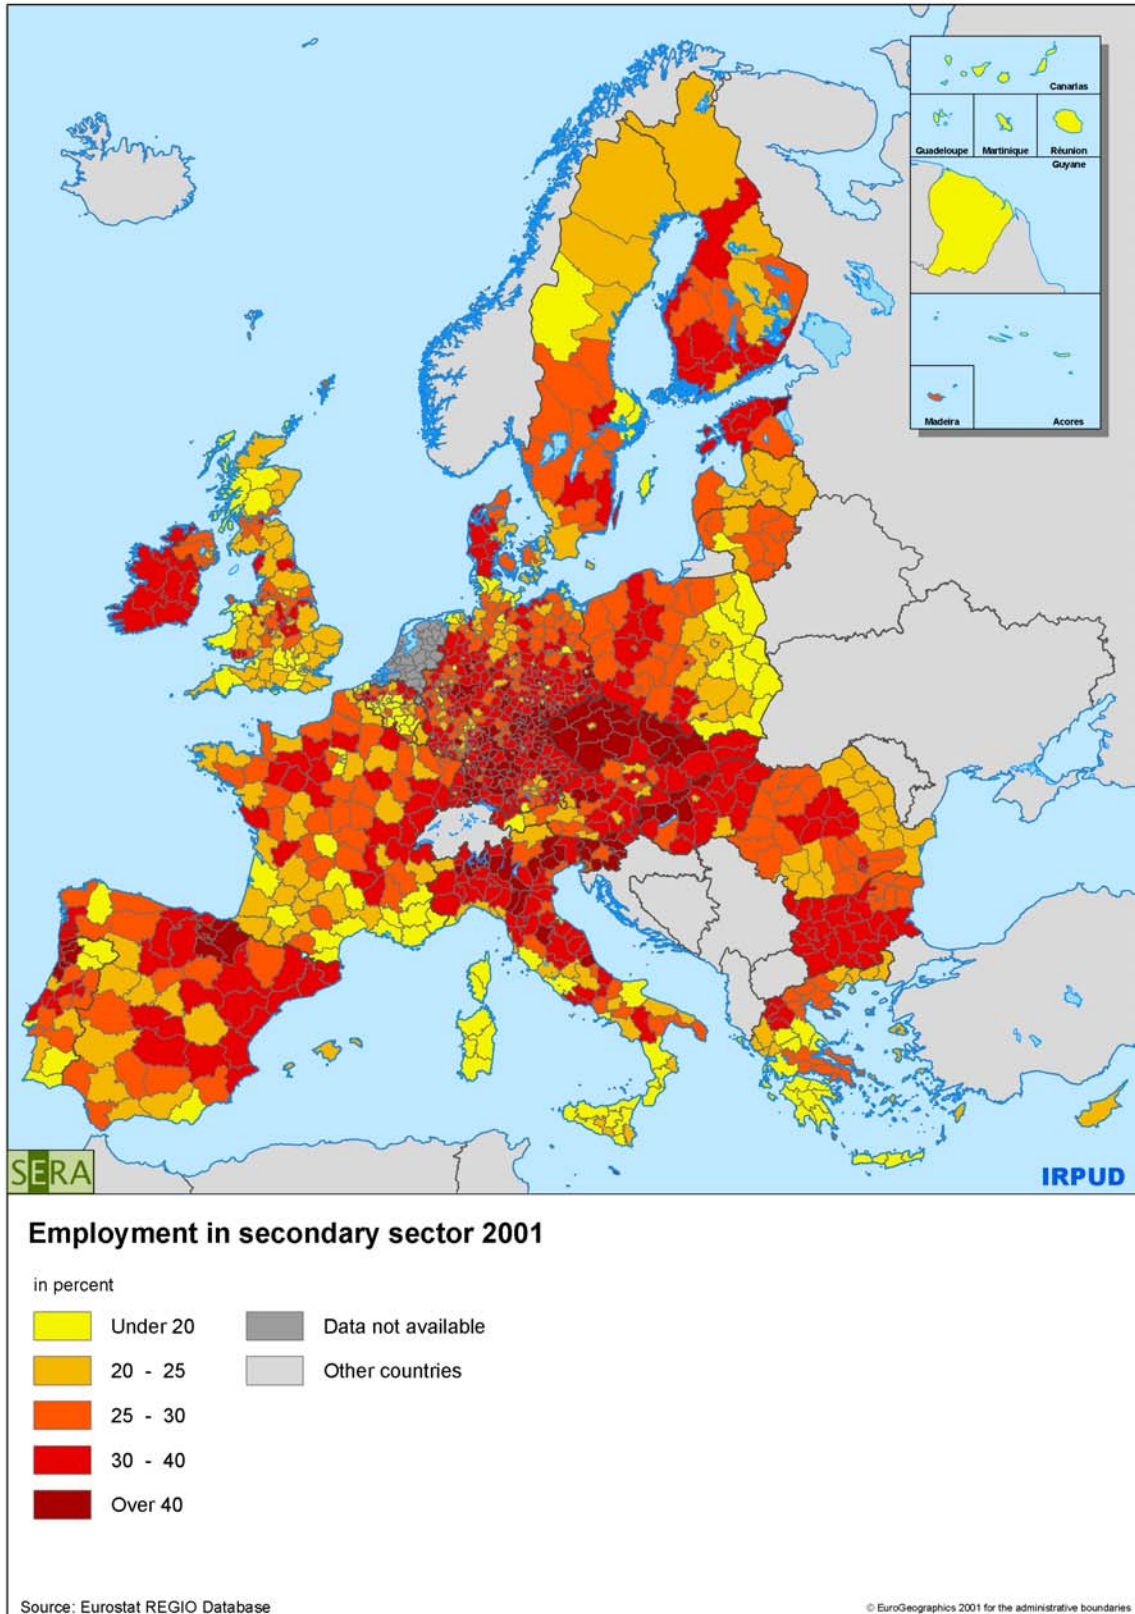 Canarias
Guadeloupe
Martinique
Réunion
Guyane
Madeira
Acores
SERA
IRPUD
Employment in secondary sector 2001
in percent
Under 20
Data not available
20 - 25
Other countries
25 - 30
30 - 40
Over 40
Source: Eurostat REGIO Database
© EuroGeographics 2001 for the administrative boundaries